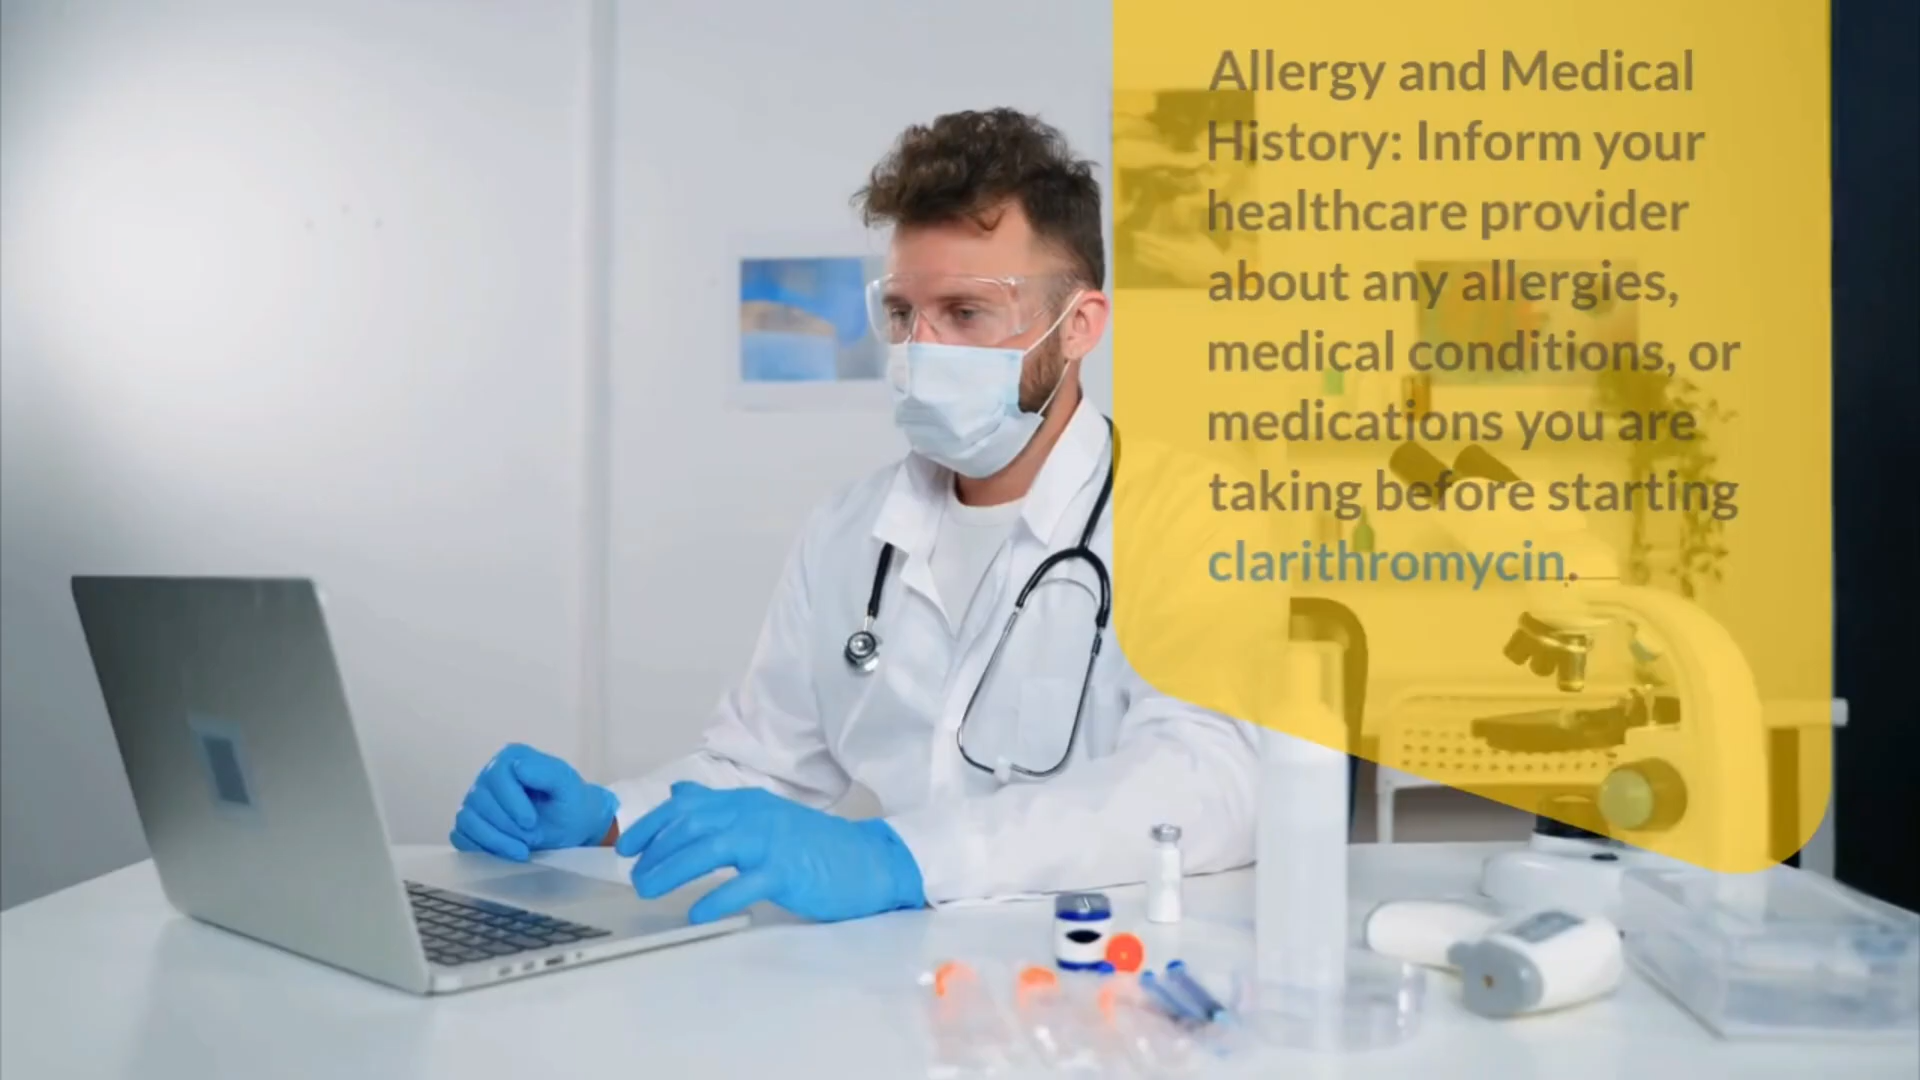 Allergy and Medical
History: Inform your
healthcare provider
about any allergies,
medical conditions, or
medications you are
taking before starting
clarithromycin.